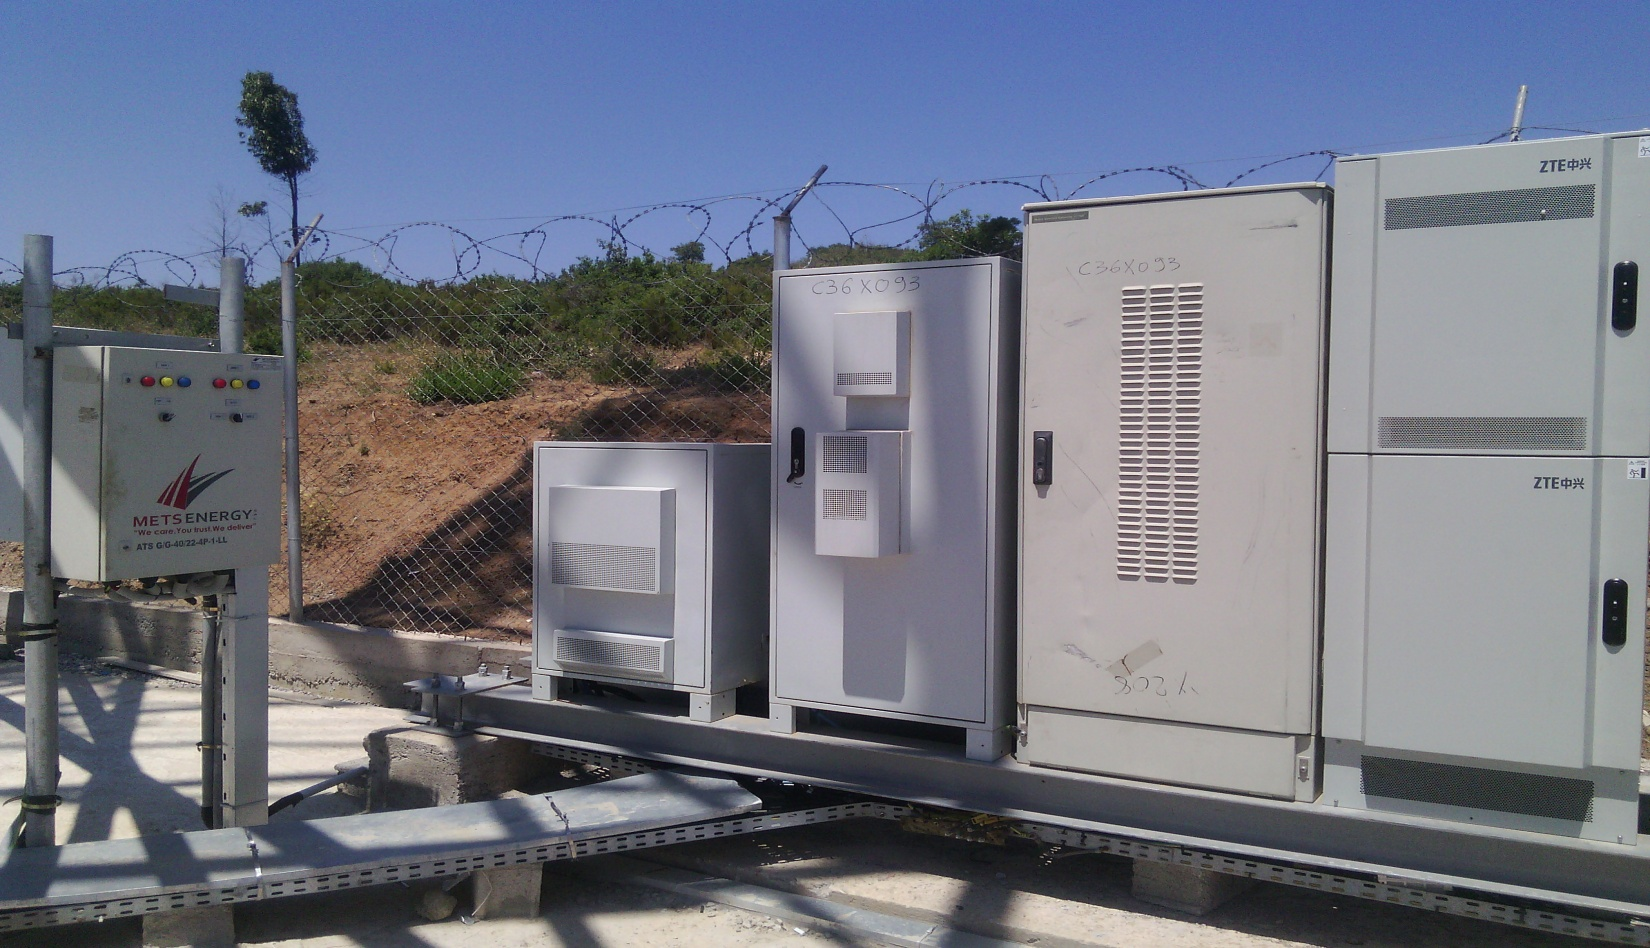 METSENERGY
"We care.You trust.We deliver"
ATS G/G-40/22-4P-1-LL
C36X093
C36X093
ZTE中兴
ZTE中兴